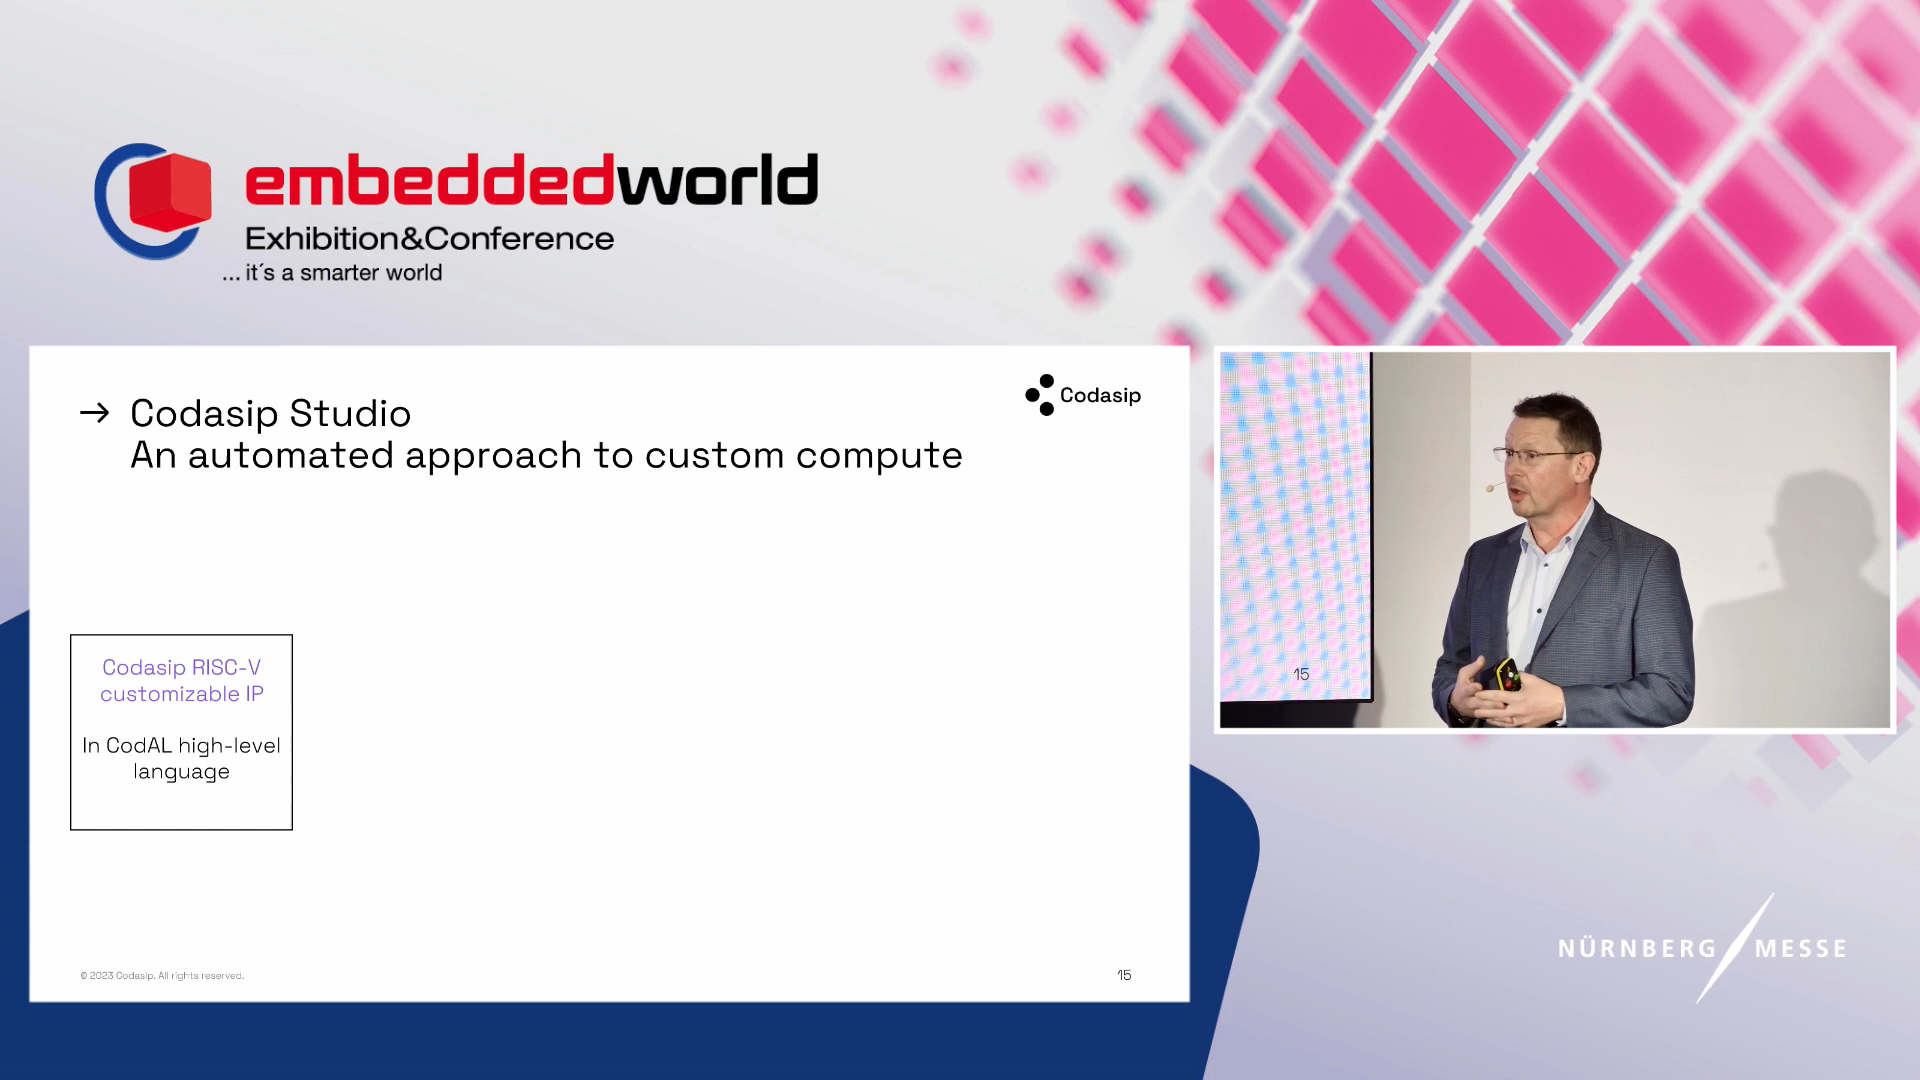 embeddedworld
Exhibition&Conference
... it´s a smarter world
→ Codasip Studio
An automated approach to custom compute
Codasip
Codasip RISC-V
customizable IP
In CodAL high-level
language
© 2023 Codasip. All rights reserved.
15
15
NÜRNBERG MESSE